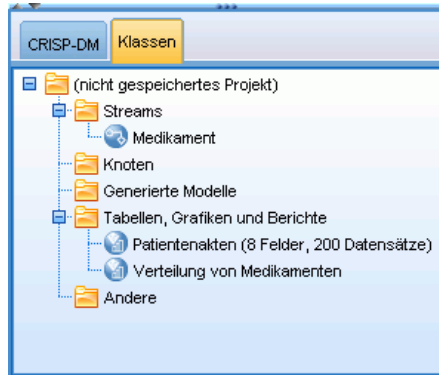 CRISP-DM Klassen
(nicht gespeichertes Projekt)
Streams
Medikament
Knoten
Generierte Modelle
Tabellen, Grafiken und Berichte
Patientenakten (8 Felder, 200 Datensätze)
Verteilung von Medikamenten
Andere